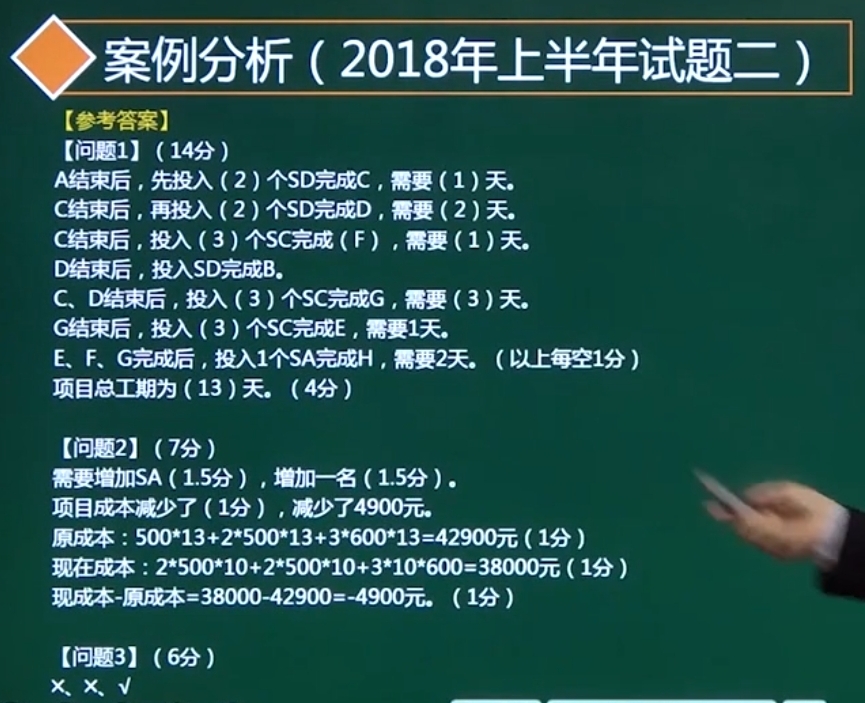 案例分析（2018年上半年试题二）
【参考答案】
【问题1】（14分）
A结束后，先投入（2）个SD完成C，需要（1）天。
C结束后，再投入（2）个SD完成D，需要（2）天。
C结束后，投入（3）个SC完成（F），需要（1）天。
D结束后，投入SD完成B。
C、D结束后，投入（3）个SC完成G，需要（3）天。
G结束后，投入（3）个SC完成E，需要1天。
E、F、G完成后，投入1个SA完成H，需要2天。（以上每空1分）
项目总工期为（13）天。（4分）
【问题2】（7分）
需要增加SA（1.5分），增加一名（1.5分）。
项目成本减少了（1分），减少了4900元。
原成本：500*13+2*500*13+3*600*13=42900元（1分）
现在成本：2*500*10+2*500*10+3*10*600=38000元（1分）
现成本-原成本=38000-42900=-4900元。（1分）
【问题3】（6分）
×、×、√